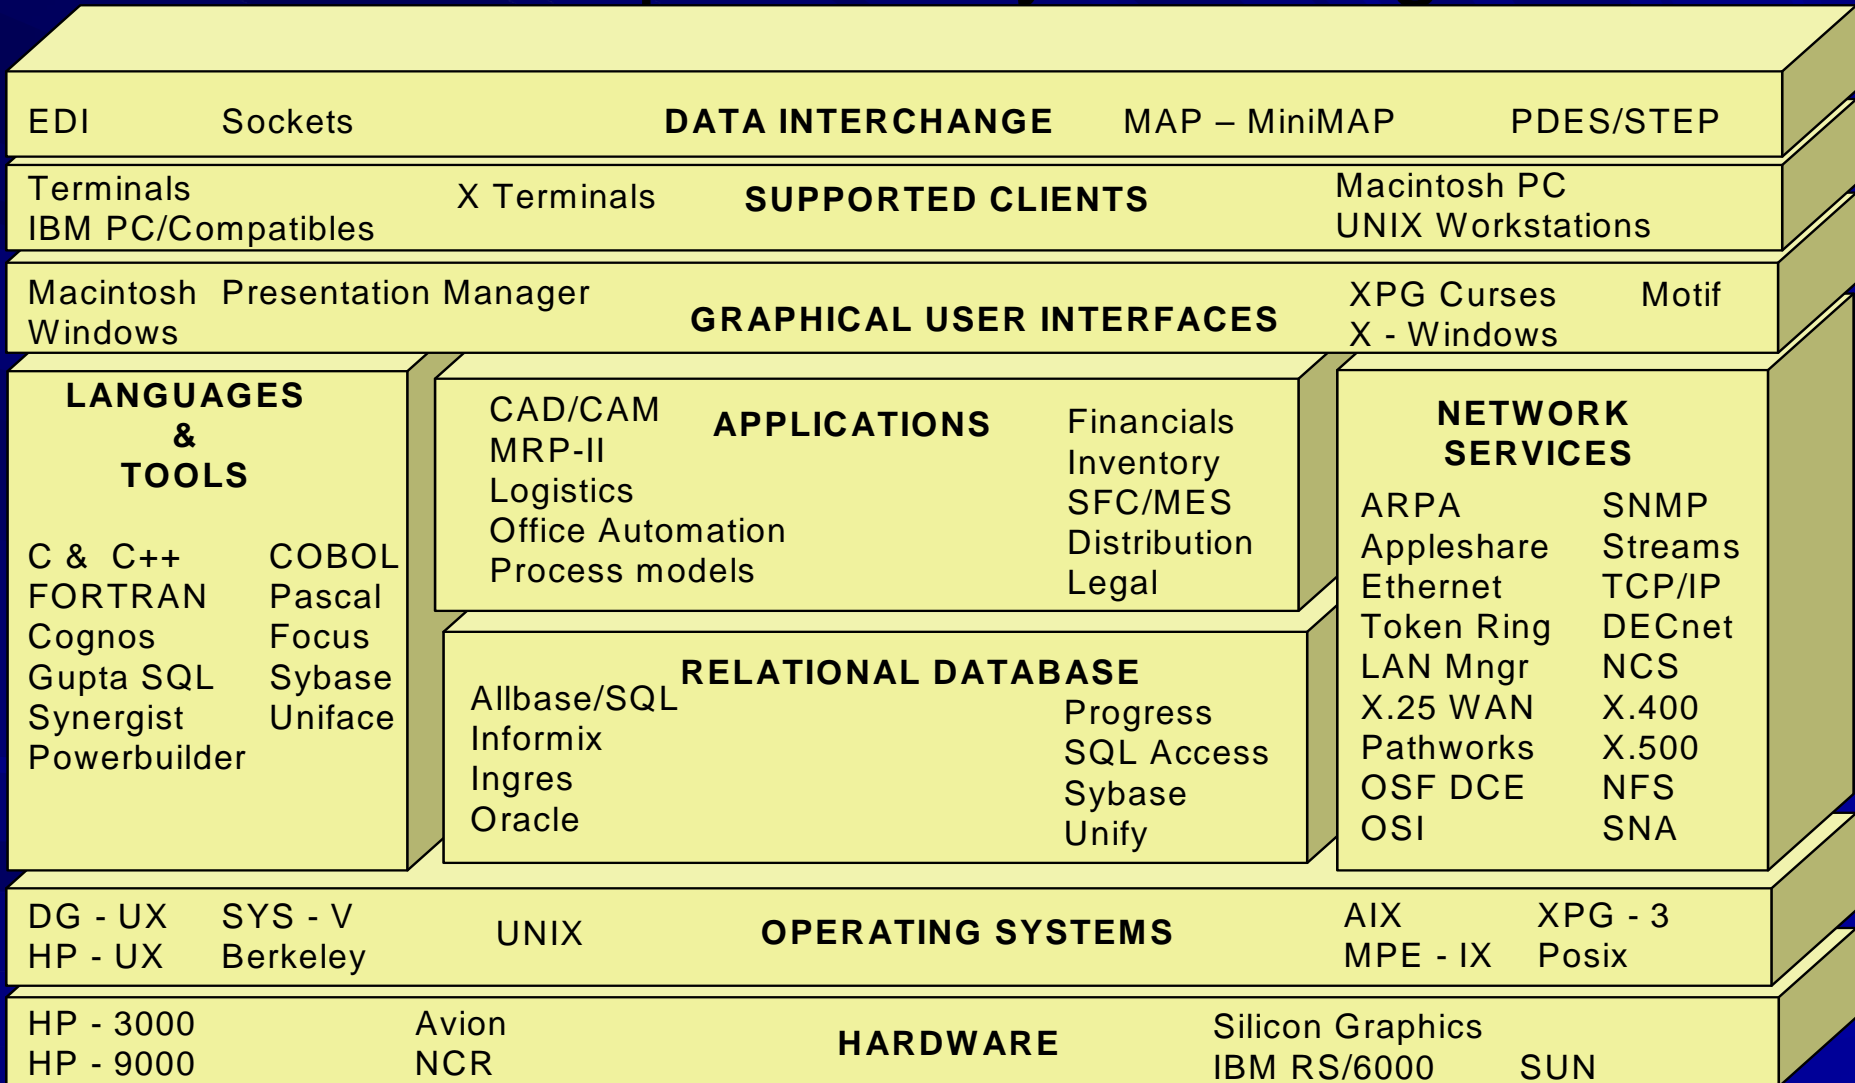 EDI Sockets DATA INTERCHANGE MAP – MiniMAP PDES/STEP
Terminals
IBM PC/Compatibles
X Terminals
SUPPORTED CLIENTS
Macintosh PC
UNIX Workstations
Macintosh Presentation Manager
Windows
GRAPHICAL USER INTERFACES
XPG Curses Motif
X - Windows
LANGUAGES
&
TOOLS
C & C++ COBOL
FORTRAN Pascal
Cognos Focus
Gupta SQL Sybase
Synergist Uniface
Powerbuilder
APPLICATIONS
CAD/CAM
MRP-II
Logistics
Office Automation
Process models
Financials
Inventory
SFC/MES
Distribution
Legal
RELATIONAL DATABASE
Allbase/SQL
Informix
Ingres
Oracle
Progress
SQL Access
Sybase
Unify
NETWORK
SERVICES
ARPA SNMP
Appleshare Streams
Ethernet TCP/IP
Token Ring DECnet
LAN Mngr NCS
X.25 WAN X.400
Pathworks X.500
OSF DCE NFS
OSI SNA
DG - UX SYS - V
HP - UX Berkeley
UNIX
OPERATING SYSTEMS
AIX XPG - 3
MPE - IX Posix
HP - 3000 Avion
HP - 9000 NCR
HARDWARE
Silicon Graphics
IBM RS/6000 SUN